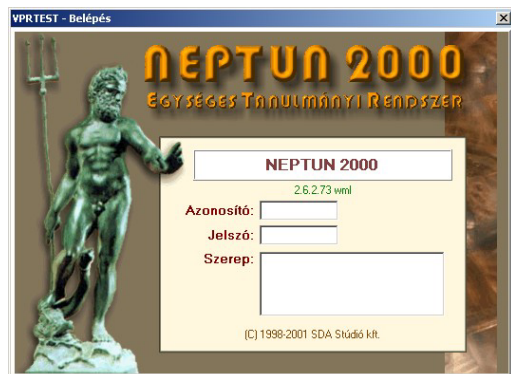 VPRTEST - Belépés
NEPTUN 2000
EGYSÉGES TANULMÁNYI RENDSZER
NEPTUN 2000
2.6.2.73 wml
Azonosító:
Jelszó:
Szerep:
(C) 1998-2001 SDA Stúdió kft.